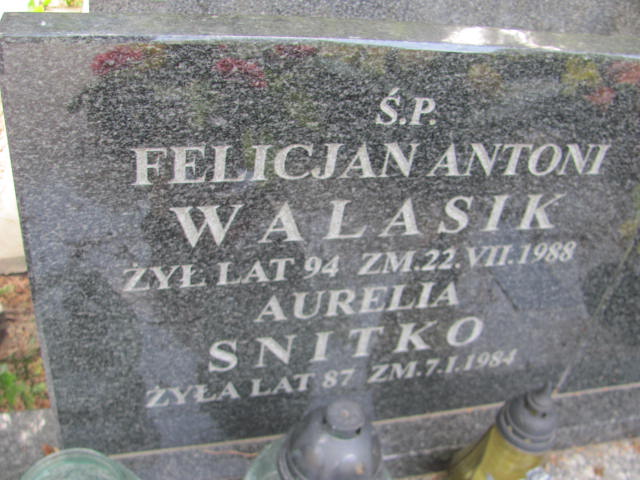 Ś.P.
FELICJAN ANTONI
WALASIK
ŻYŁ LAT 94 ZM.22.VII.1988
AURELIA
SNITKO
ŻYŁA LAT 87 ZM.7.I.1984